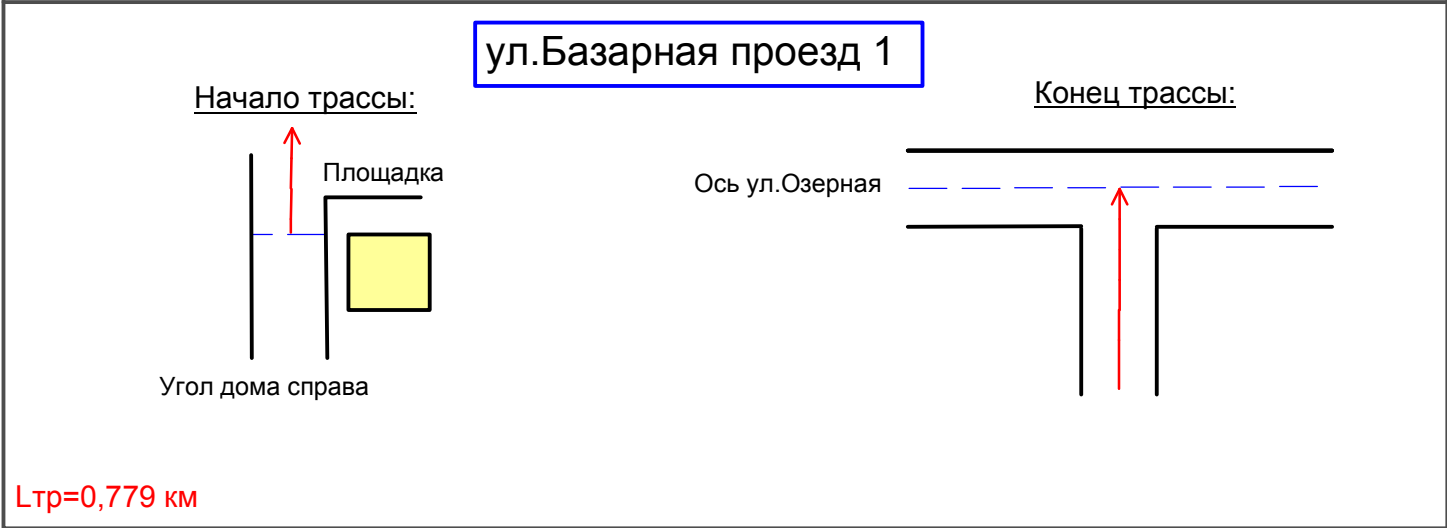 ул.Базарная проезд 1
Начало трассы:
Конец трассы:
Площадка
Ось ул.Озерная
Угол дома справа
Lтр=0,779 км